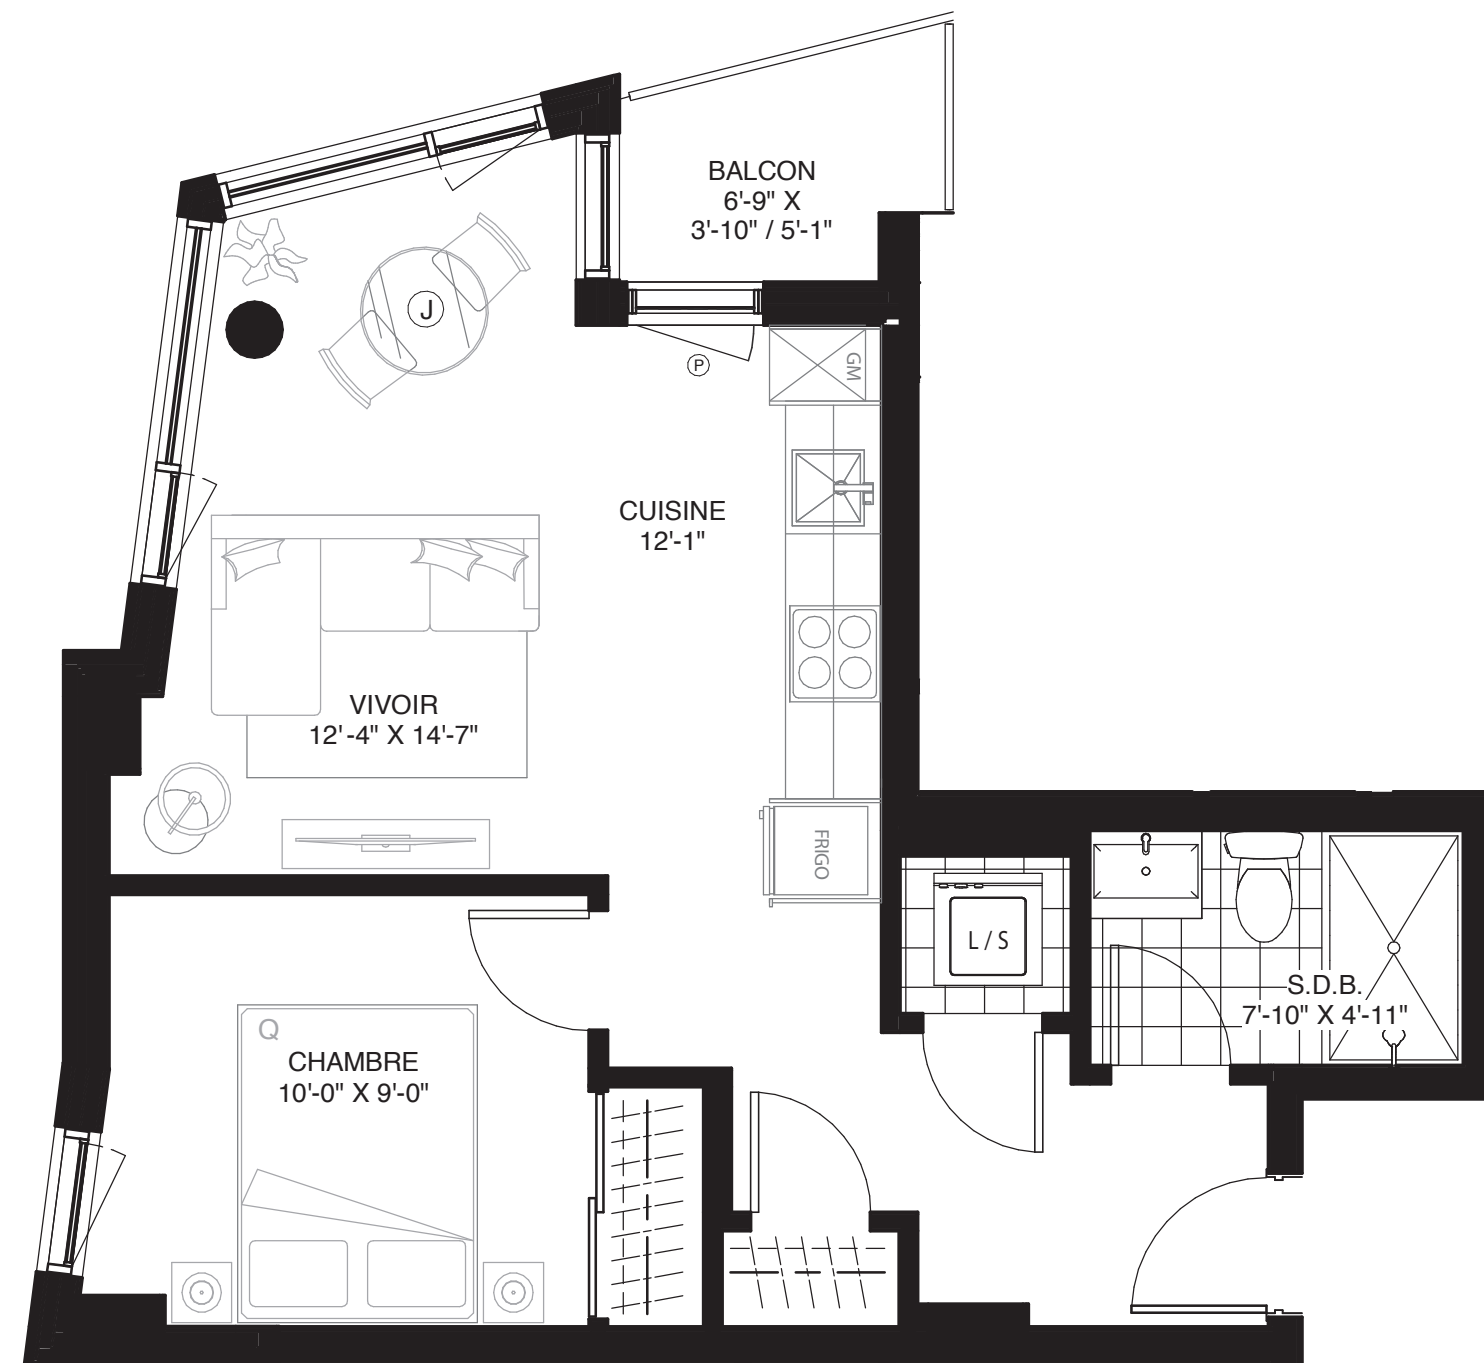 BALCON
6'-9" X
3'-10" / 5'-1"
J
P
GM
CUISINE
12'-1"
VIVOIR
12'-4" X 14'-7"
FRIGO
L / S
S.D.B.
7'-10" X 4'-11"
Q
CHAMBRE
10'-0" X 9'-0"